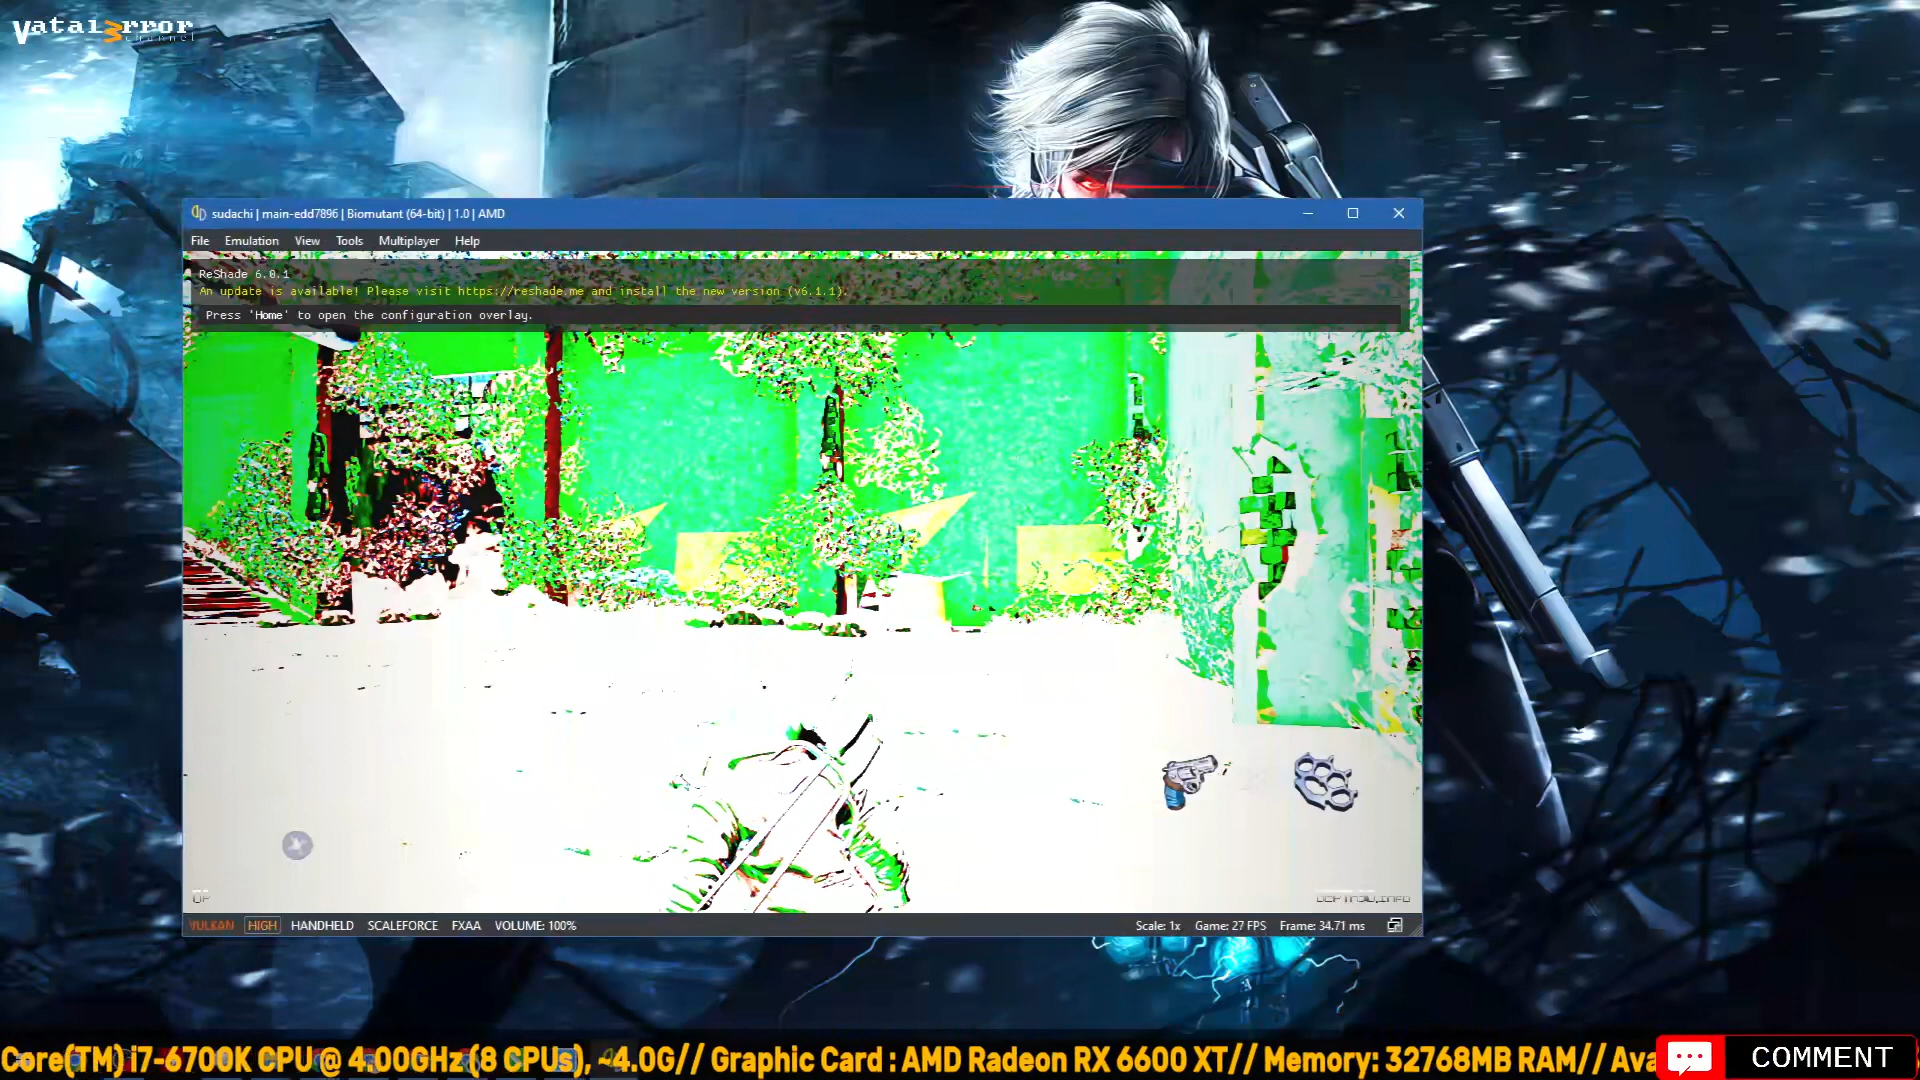 vatal3rror
channel
sudachi | main-edd7896 | Biomutant (64-bit) | 1.0 | AMD
File Emulation View Tools Multiplayer Help
ReShade 6.0.1
An update is available! Please visit https://reshade.me and install the new version (v6.1.1).
Press 'Home' to open the configuration overlay.
VULKAN HIGH HANDHELD SCALEFORCE FXAA VOLUME: 100% Scale: 1x Game: 27 FPS Frame: 34.71 ms
Core(TM) i7-6700K CPU @ 4.00GHz (8 CPUs), ~4.0G// Graphic Card : AMD Radeon RX 6600 XT// Memory: 32768MB RAM// Ava
COMMENT